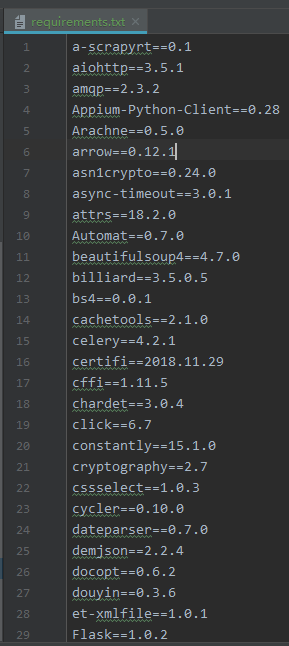 requirements.txt
1 a-scrapyrt==0.1
2 aiohttp==3.5.1
3 amqp==2.3.2
4 Appium-Python-Client==0.28
5 Arachne==0.5.0
6 arrow==0.12.1
7 asn1crypto==0.24.0
8 async-timeout==3.0.1
9 attrs==18.2.0
10 Automat==0.7.0
11 beautifulsoup4==4.7.0
12 billiard==3.5.0.5
13 bs4==0.0.1
14 cachetools==2.1.0
15 celery==4.2.1
16 certifi==2018.11.29
17 cffi==1.11.5
18 chardet==3.0.4
19 click==6.7
20 constantly==15.1.0
21 cryptography==2.7
22 cssselect==1.0.3
23 cycler==0.10.0
24 dateparser==0.7.0
25 demjson==2.2.4
26 docopt==0.6.2
27 douyin==0.3.6
28 et-xmlfile==1.0.1
29 Flask==1.0.2